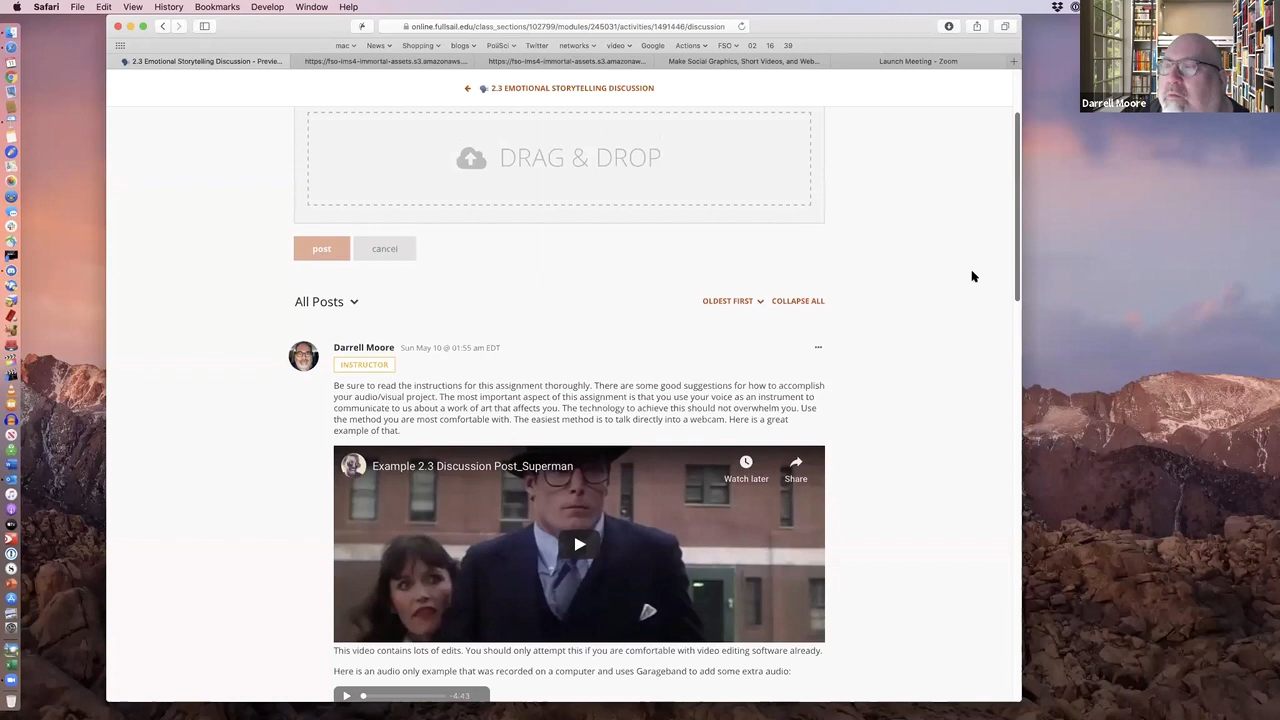 Safari File Edit View History Bookmarks Develop Window Help
online.fullsail.edu/class_sections/102799/modules/245031/activities/1491446/discussion
mac News Shopping blogs PoliSci Twitter networks video Google Actions FSO 02 16 39
2.3 Emotional Storytelling Discussion - Previe... https://fso-ims4-immortal-assets.s3.amazonaws... https://fso-ims4-immortal-assets.s3.amazonaw... Make Social Graphics, Short Videos, and Web... Launch Meeting - Zoom
2.3 EMOTIONAL STORYTELLING DISCUSSION
Darrell Moore
DRAG & DROP
post cancel
All Posts OLDEST FIRST COLLAPSE ALL
Darrell Moore Sun May 10 @ 01:55 am EDT
INSTRUCTOR
Be sure to read the instructions for this assignment thoroughly. There are some good suggestions for how to accomplish
your audio/visual project. The most important aspect of this assignment is that you use your voice as an instrument to
communicate to us about a work of art that affects you. The technology to achieve this should not overwhelm you. Use
the method you are most comfortable with. The easiest method is to talk directly into a webcam. Here is a great
example of that.
Example 2.3 Discussion Post_Superman
Watch later Share
This video contains lots of edits. You should only attempt this if you are comfortable with video editing software already.
Here is an audio only example that was recorded on a computer and uses Garageband to add some extra audio:
-4:43